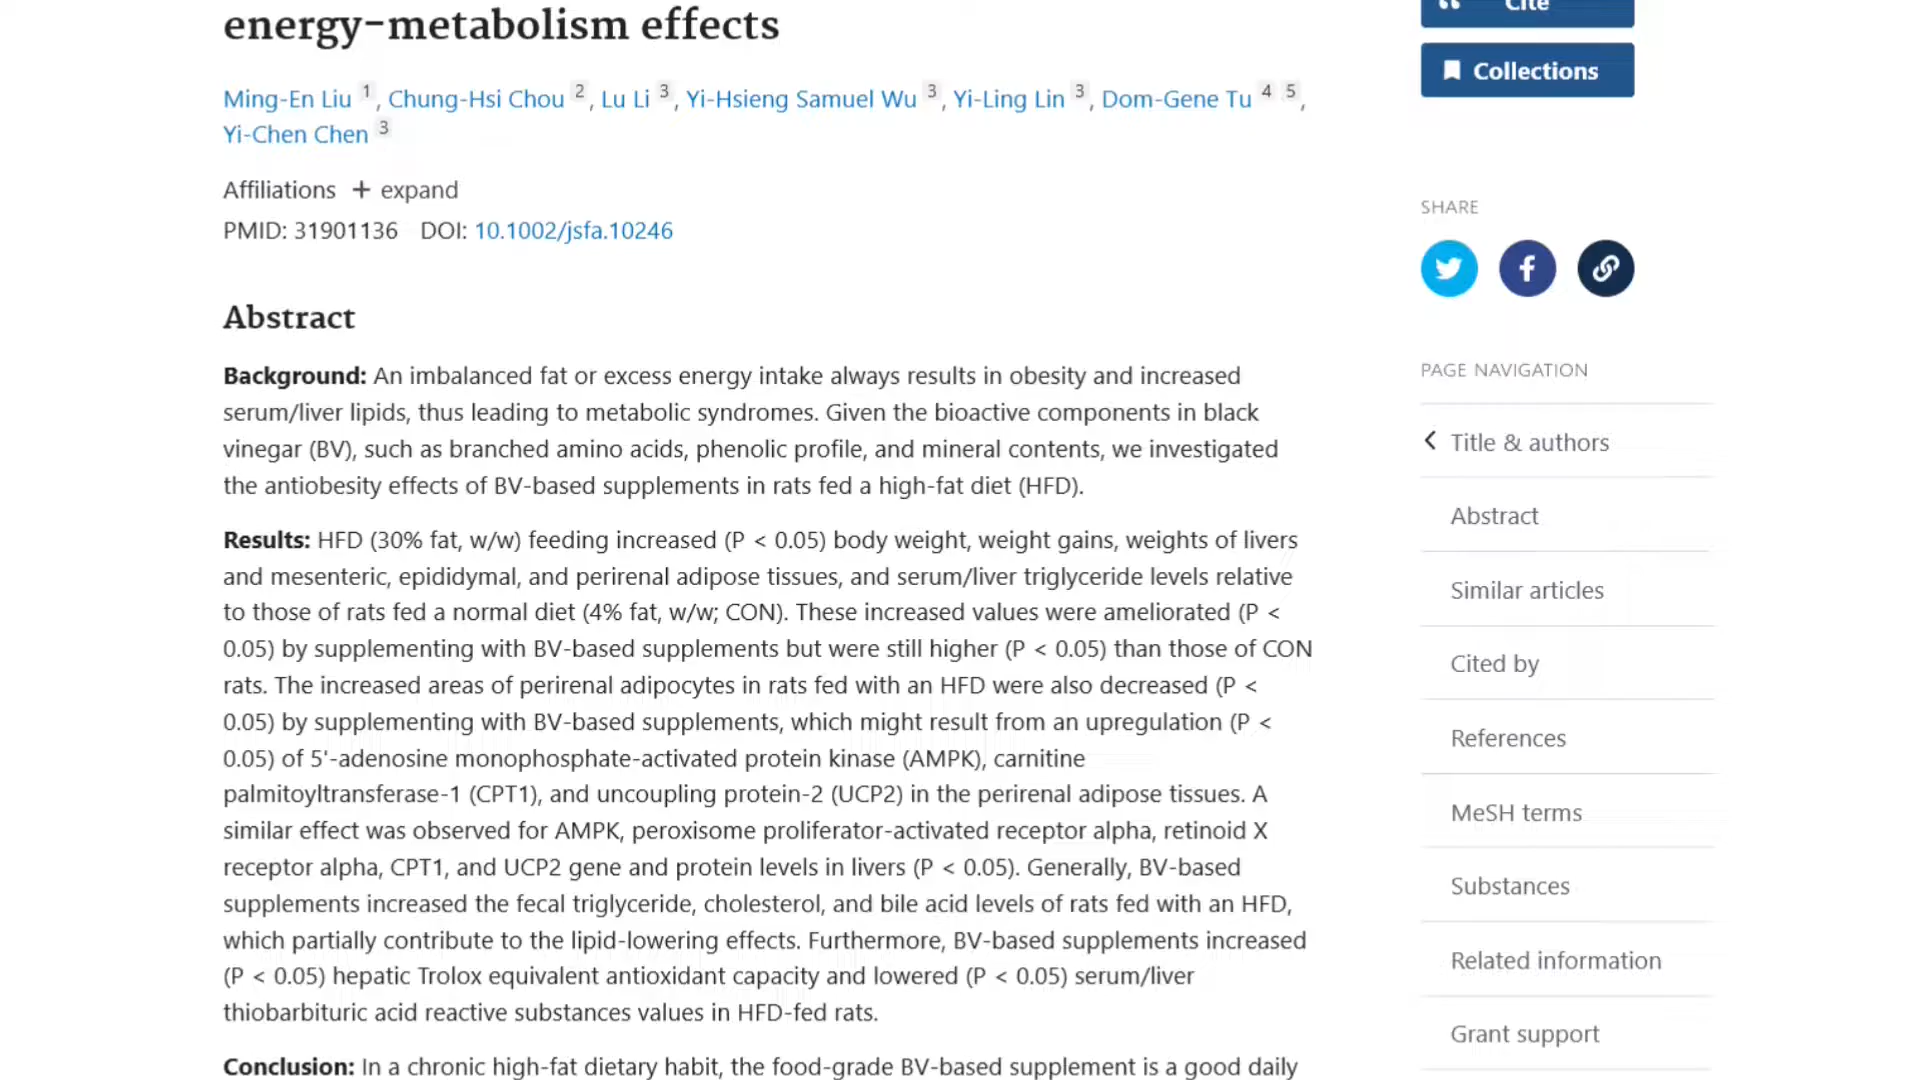 energy-metabolism effects
Ming-En Liu 1, Chung-Hsi Chou 2, Lu Li 3, Yi-Hsieng Samuel Wu 3, Yi-Ling Lin 3, Dom-Gene Tu 4 5,
Yi-Chen Chen 3
Affiliations + expand
PMID: 31901136 DOI: 10.1002/jsfa.10246
Abstract
Background: An imbalanced fat or excess energy intake always results in obesity and increased
serum/liver lipids, thus leading to metabolic syndromes. Given the bioactive components in black
vinegar (BV), such as branched amino acids, phenolic profile, and mineral contents, we investigated
the antiobesity effects of BV-based supplements in rats fed a high-fat diet (HFD).
Results: HFD (30% fat, w/w) feeding increased (P < 0.05) body weight, weight gains, weights of livers
and mesenteric, epididymal, and perirenal adipose tissues, and serum/liver triglyceride levels relative
to those of rats fed a normal diet (4% fat, w/w; CON). These increased values were ameliorated (P <
0.05) by supplementing with BV-based supplements but were still higher (P < 0.05) than those of CON
rats. The increased areas of perirenal adipocytes in rats fed with an HFD were also decreased (P <
0.05) by supplementing with BV-based supplements, which might result from an upregulation (P <
0.05) of 5'-adenosine monophosphate-activated protein kinase (AMPK), carnitine
palmitoyltransferase-1 (CPT1), and uncoupling protein-2 (UCP2) in the perirenal adipose tissues. A
similar effect was observed for AMPK, peroxisome proliferator-activated receptor alpha, retinoid X
receptor alpha, CPT1, and UCP2 gene and protein levels in livers (P < 0.05). Generally, BV-based
supplements increased the fecal triglyceride, cholesterol, and bile acid levels of rats fed with an HFD,
which partially contribute to the lipid-lowering effects. Furthermore, BV-based supplements increased
(P < 0.05) hepatic Trolox equivalent antioxidant capacity and lowered (P < 0.05) serum/liver
thiobarbituric acid reactive substances values in HFD-fed rats.
Conclusion: In a chronic high-fat dietary habit, the food-grade BV-based supplement is a good daily
Cite
Collections
SHARE
PAGE NAVIGATION
Title & authors
Abstract
Similar articles
Cited by
References
MeSH terms
Substances
Related information
Grant support